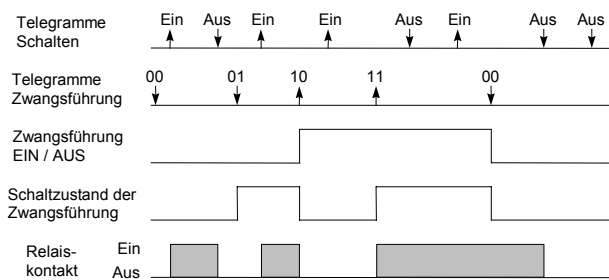 Telegramme Schalten
Ein Aus Ein Ein Aus Ein Aus Aus
Telegramme Zwangsführung
00 01 10 11 00
Zwangsführung EIN / AUS
Schaltzustand der Zwangsführung
Relais-kontakt
Ein
Aus